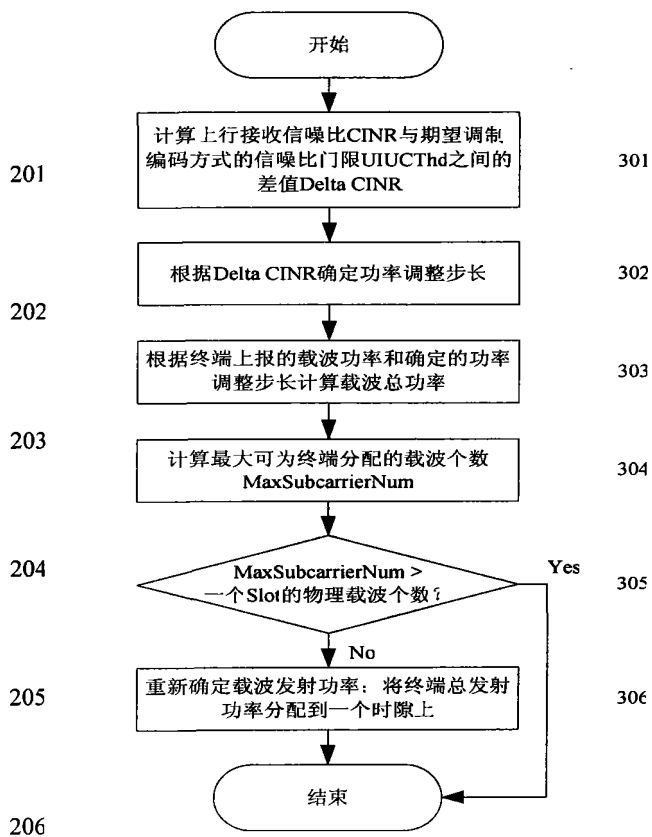 开始
计算上行接收信噪比CINR与期望调制
编码方式的信噪比门限UIUCThd之间的
差值Delta CINR
201
301
根据Delta CINR确定功率调整步长
302
202
根据终端上报的载波功率和确定的功率
调整步长计算载波总功率
303
203
计算最大可为终端分配的载波个数
MaxSubcarrierNum
304
204
MaxSubcarrierNum >
一个Slot的物理载波个数?
Yes
305
No
205
重新确定载波发射功率：将终端总发射
功率分配到一个时隙上
306
结束
206